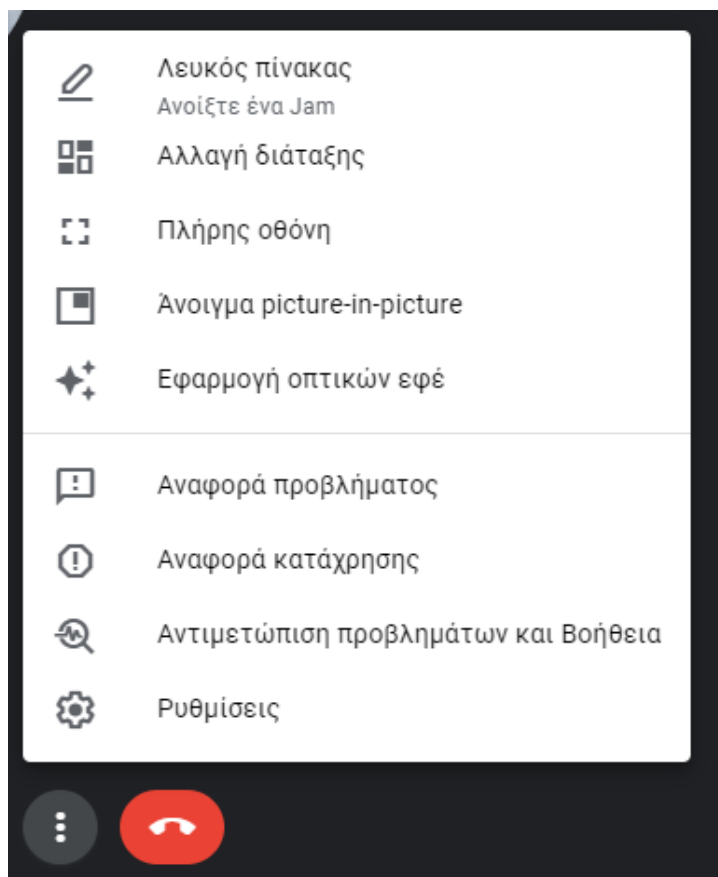 Λευκός πίνακας
Ανοίξτε ένα Jam
Αλλαγή διάταξης
Πλήρης οθόνη
Άνοιγμα picture-in-picture
Εφαρμογή οπτικών εφέ
Αναφορά προβλήματος
Αναφορά κατάχρησης
Αντιμετώπιση προβλημάτων και Βοήθεια
Ρυθμίσεις